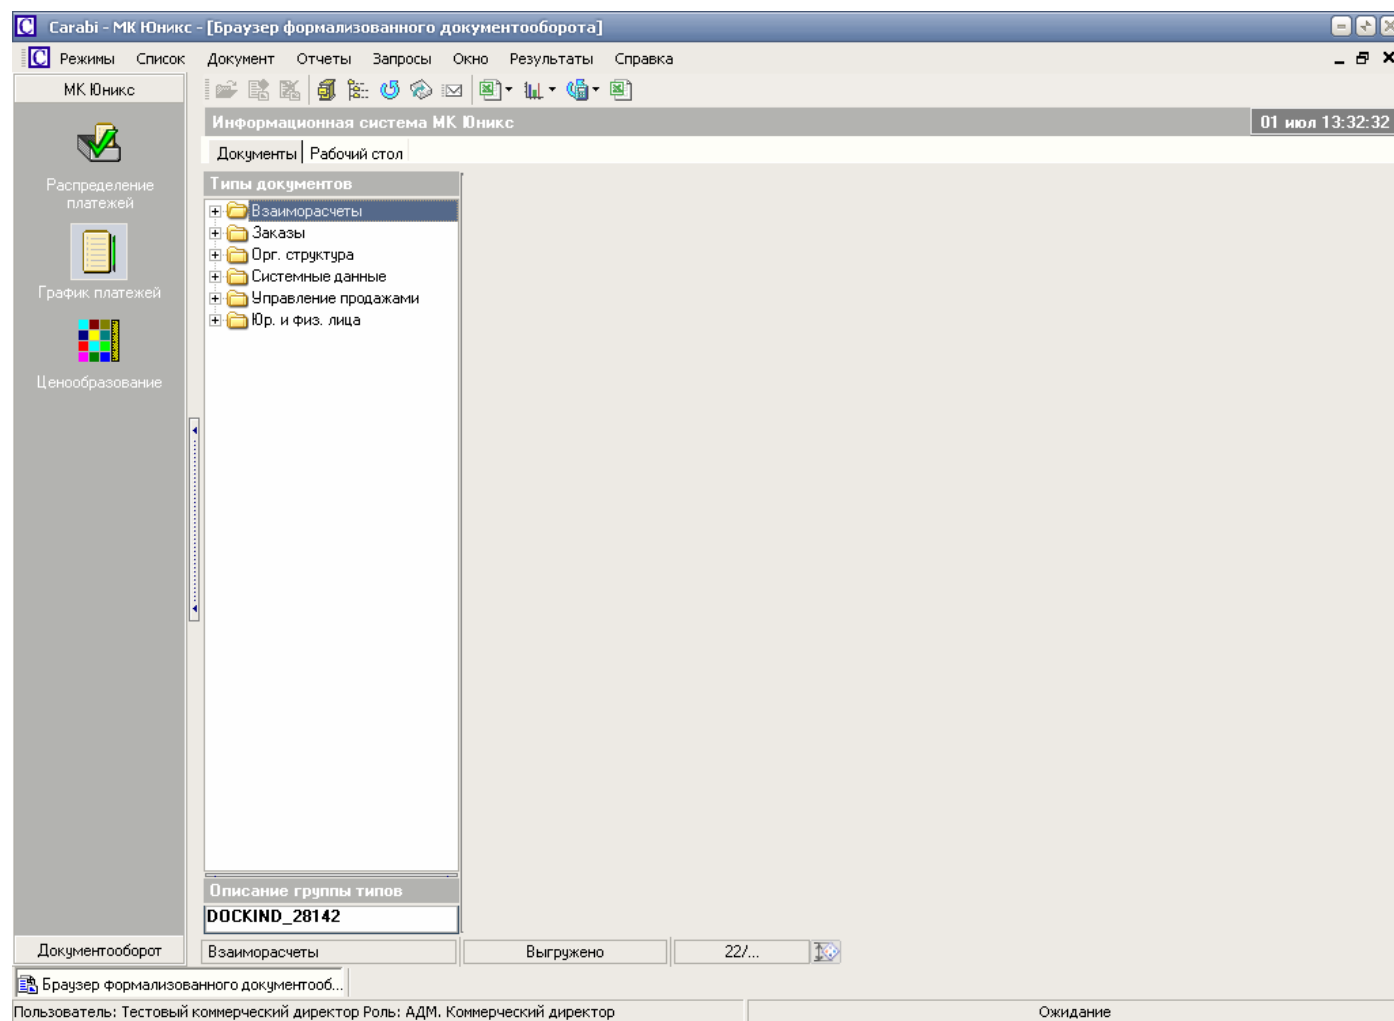 Carabi - МК Юникс - [Браузер формализованного документооборота]
Режимы Список Документ Отчеты Запросы Окно Результаты Справка
МК Юникс
Информационная система МК Юникс
01 июл 13:32:32
Документы Рабочий стол
Распределение
платежей
График платежей
Ценообразование
Типы документов
Взаиморасчеты
Заказы
Орг. структура
Системные данные
Управление продажами
Юр. и физ. лица
Описание группы типов
DOCKIND_28142
Документооборот
Взаиморасчеты
Выгружено
22/...
Браузер формализованного документооб...
Пользователь: Тестовый коммерческий директор Роль: АДМ. Коммерческий директор
Ожидание